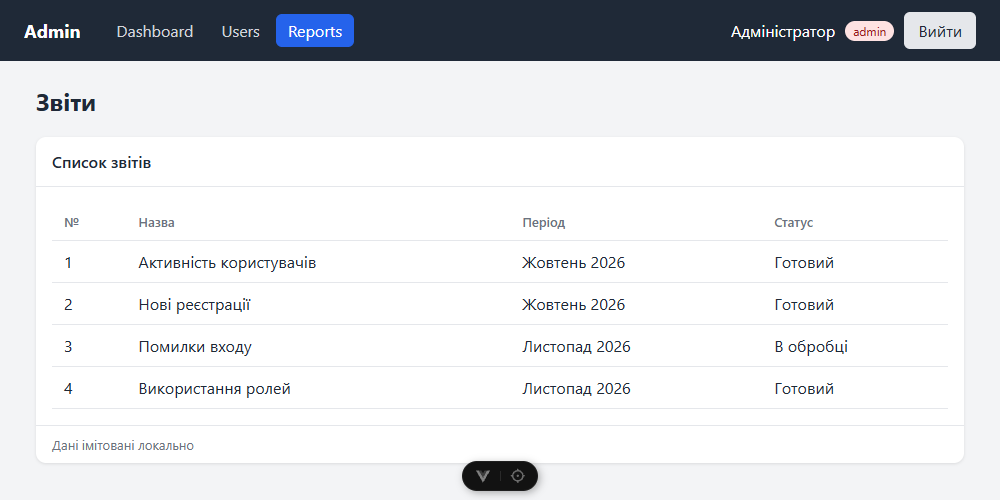 Admin Dashboard Users Reports Адміністратор admin Выйти
Звіти
Список звітів
№ Назва Період Статус
1 Активність користувачів Жовтень 2026 Готовий
2 Нові реєстрації Жовтень 2026 Готовий
3 Помилки входу Листопад 2026 В обробці
4 Використання ролей Листопад 2026 Готовий
Дані імітовані локально